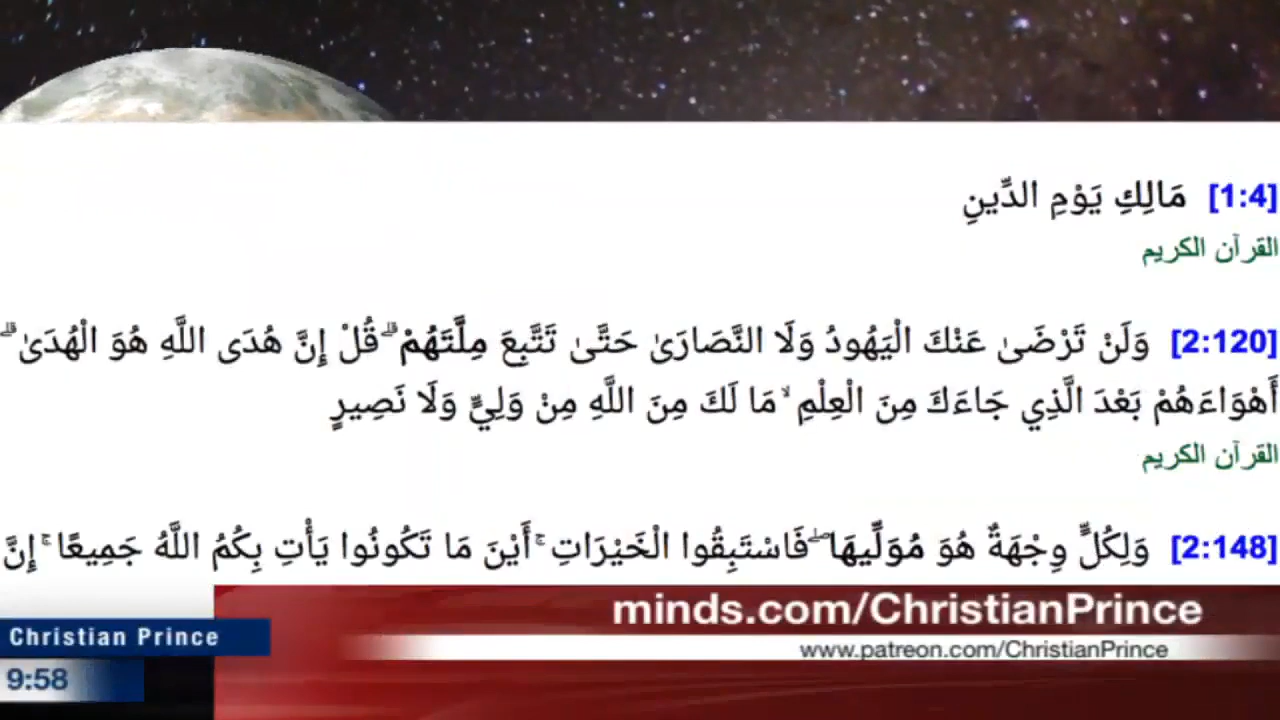 [1:4] مَالِكِ يَوْمِ الدِّينِ
القرآن الكريم
[2:120] وَلَنْ تَرْضَىٰ عَنْكَ الْيَهُودُ وَلَا النَّصَارَىٰ حَتَّىٰ تَتَّبِعَ مِلَّتَهُمْ ۗ قُلْ إِنَّ هُدَى اللَّهِ هُوَ الْهُدَىٰ ۗ
أَهْوَاءَهُمْ بَعْدَ الَّذِي جَاءَكَ مِنَ الْعِلْمِ ۙ مَا لَكَ مِنَ اللَّهِ مِنْ وَلِيٍّ وَلَا نَصِيرٍ
القرآن الكريم
[2:148] وَلِكُلٍّ وِجْهَةٌ هُوَ مُوَلِّيهَا ۖ فَاسْتَبِقُوا الْخَيْرَاتِ ۚ أَيْنَ مَا تَكُونُوا يَأْتِ بِكُمُ اللَّهُ جَمِيعًا ۚ إِنَّ
minds.com/ChristianPrince
Christian Prince
www.patreon.com/ChristianPrince
9:58